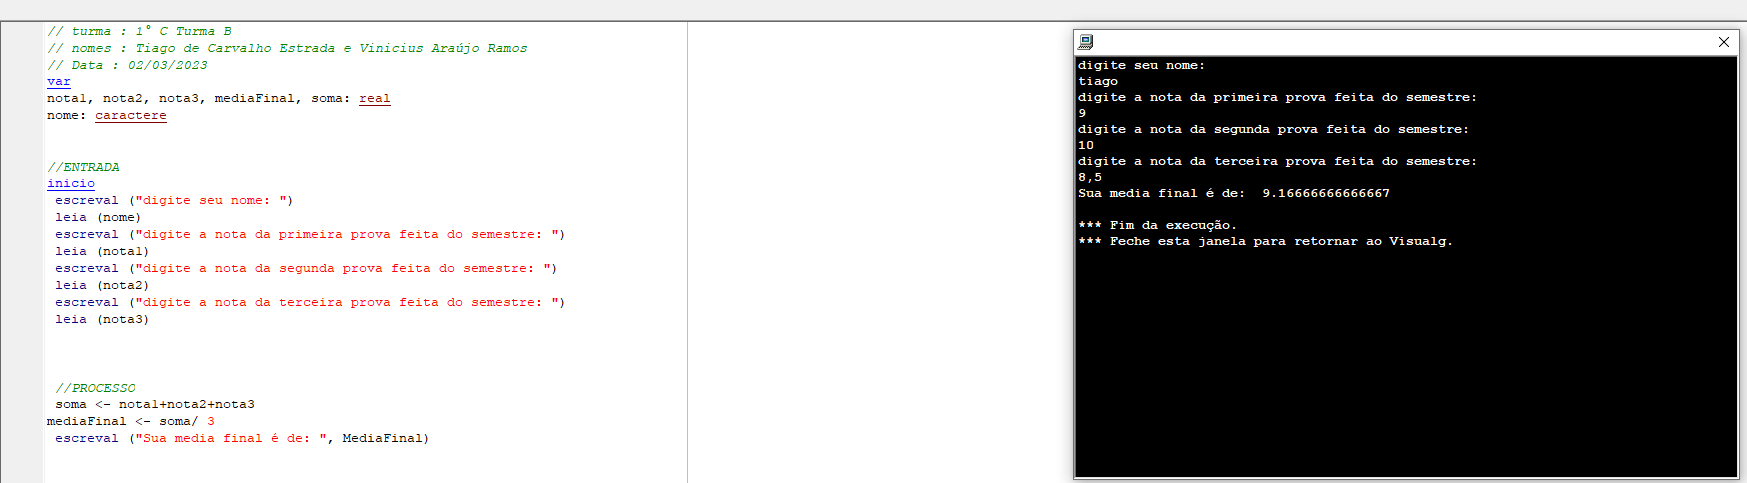 // turma : 1° C Turma B
// nomes : Tiago de Carvalho Estrada e Vinicius Araújo Ramos
// Data : 02/03/2023
var
nota1, nota2, nota3, mediaFinal, soma: real
nome: caractere
//ENTRADA
inicio
escreval ("digite seu nome: ")
leia (nome)
escreval ("digite a nota da primeira prova feita do semestre: ")
leia (nota1)
escreval ("digite a nota da segunda prova feita do semestre: ")
leia (nota2)
escreval ("digite a nota da terceira prova feita do semestre: ")
leia (nota3)
//PROCESSO
soma <- nota1+nota2+nota3
mediaFinal <- soma/ 3
escreval ("Sua media final é de: ", MediaFinal)
digite seu nome:
tiago
digite a nota da primeira prova feita do semestre:
9
digite a nota da segunda prova feita do semestre:
10
digite a nota da terceira prova feita do semestre:
8,5
Sua media final é de:  9.16666666666667
*** Fim da execução.
*** Feche esta janela para retornar ao Visualg.